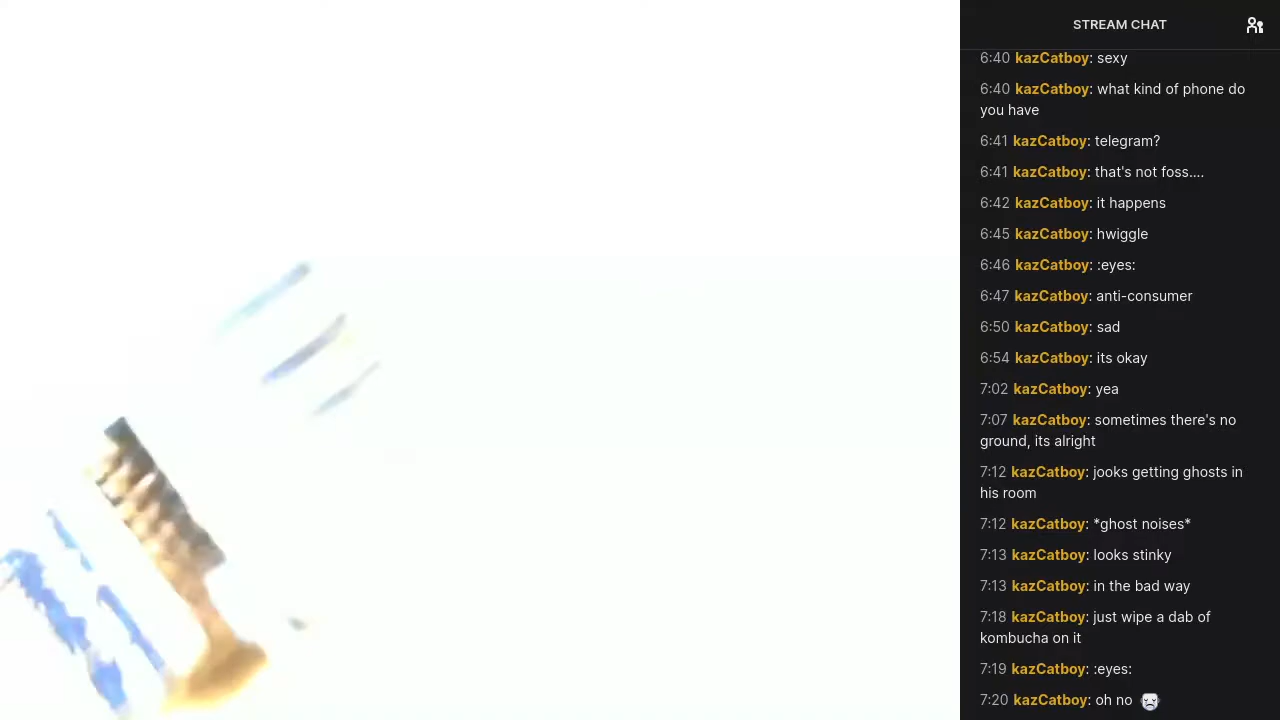 STREAM CHAT
6:40 kazCatboy: sexy
6:40 kazCatboy: what kind of phone do
you have
6:41 kazCatboy: telegram?
6:41 kazCatboy: that's not foss....
6:42 kazCatboy: it happens
6:45 kazCatboy: hwiggle
6:46 kazCatboy: :eyes:
6:47 kazCatboy: anti-consumer
6:50 kazCatboy: sad
6:54 kazCatboy: its okay
7:02 kazCatboy: yea
7:07 kazCatboy: sometimes there's no
ground, its alright
7:12 kazCatboy: jooks getting ghosts in
his room
7:12 kazCatboy: *ghost noises*
7:13 kazCatboy: looks stinky
7:13 kazCatboy: in the bad way
7:18 kazCatboy: just wipe a dab of
kombucha on it
7:19 kazCatboy: :eyes:
7:20 kazCatboy: oh no